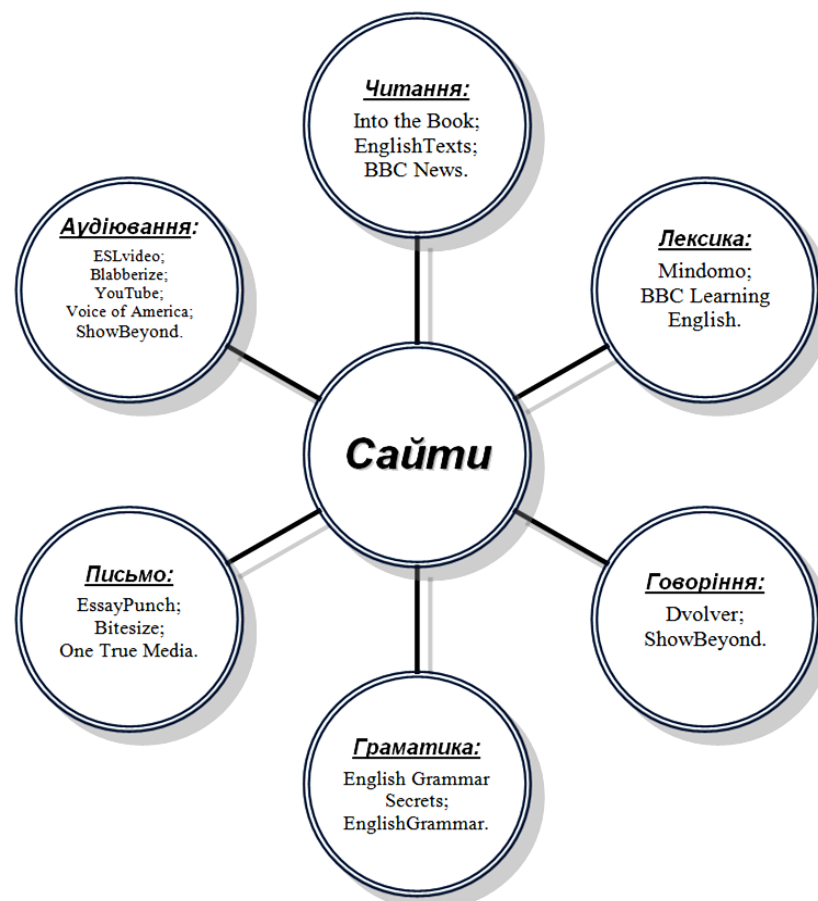 Читання:
Into the Book;
EnglishTexts;
BBC News.
Аудіювання:
ESLvideo;
Blabberize;
YouTube;
Voice of America;
ShowBeyond.
Лексика:
Mindomo;
BBC Learning
English.
Сайти
Письмо:
EssayPunch;
Bitesize;
One True Media.
Говоріння:
Dvolver;
ShowBeyond.
Граматика:
English Grammar
Secrets;
EnglishGrammar.